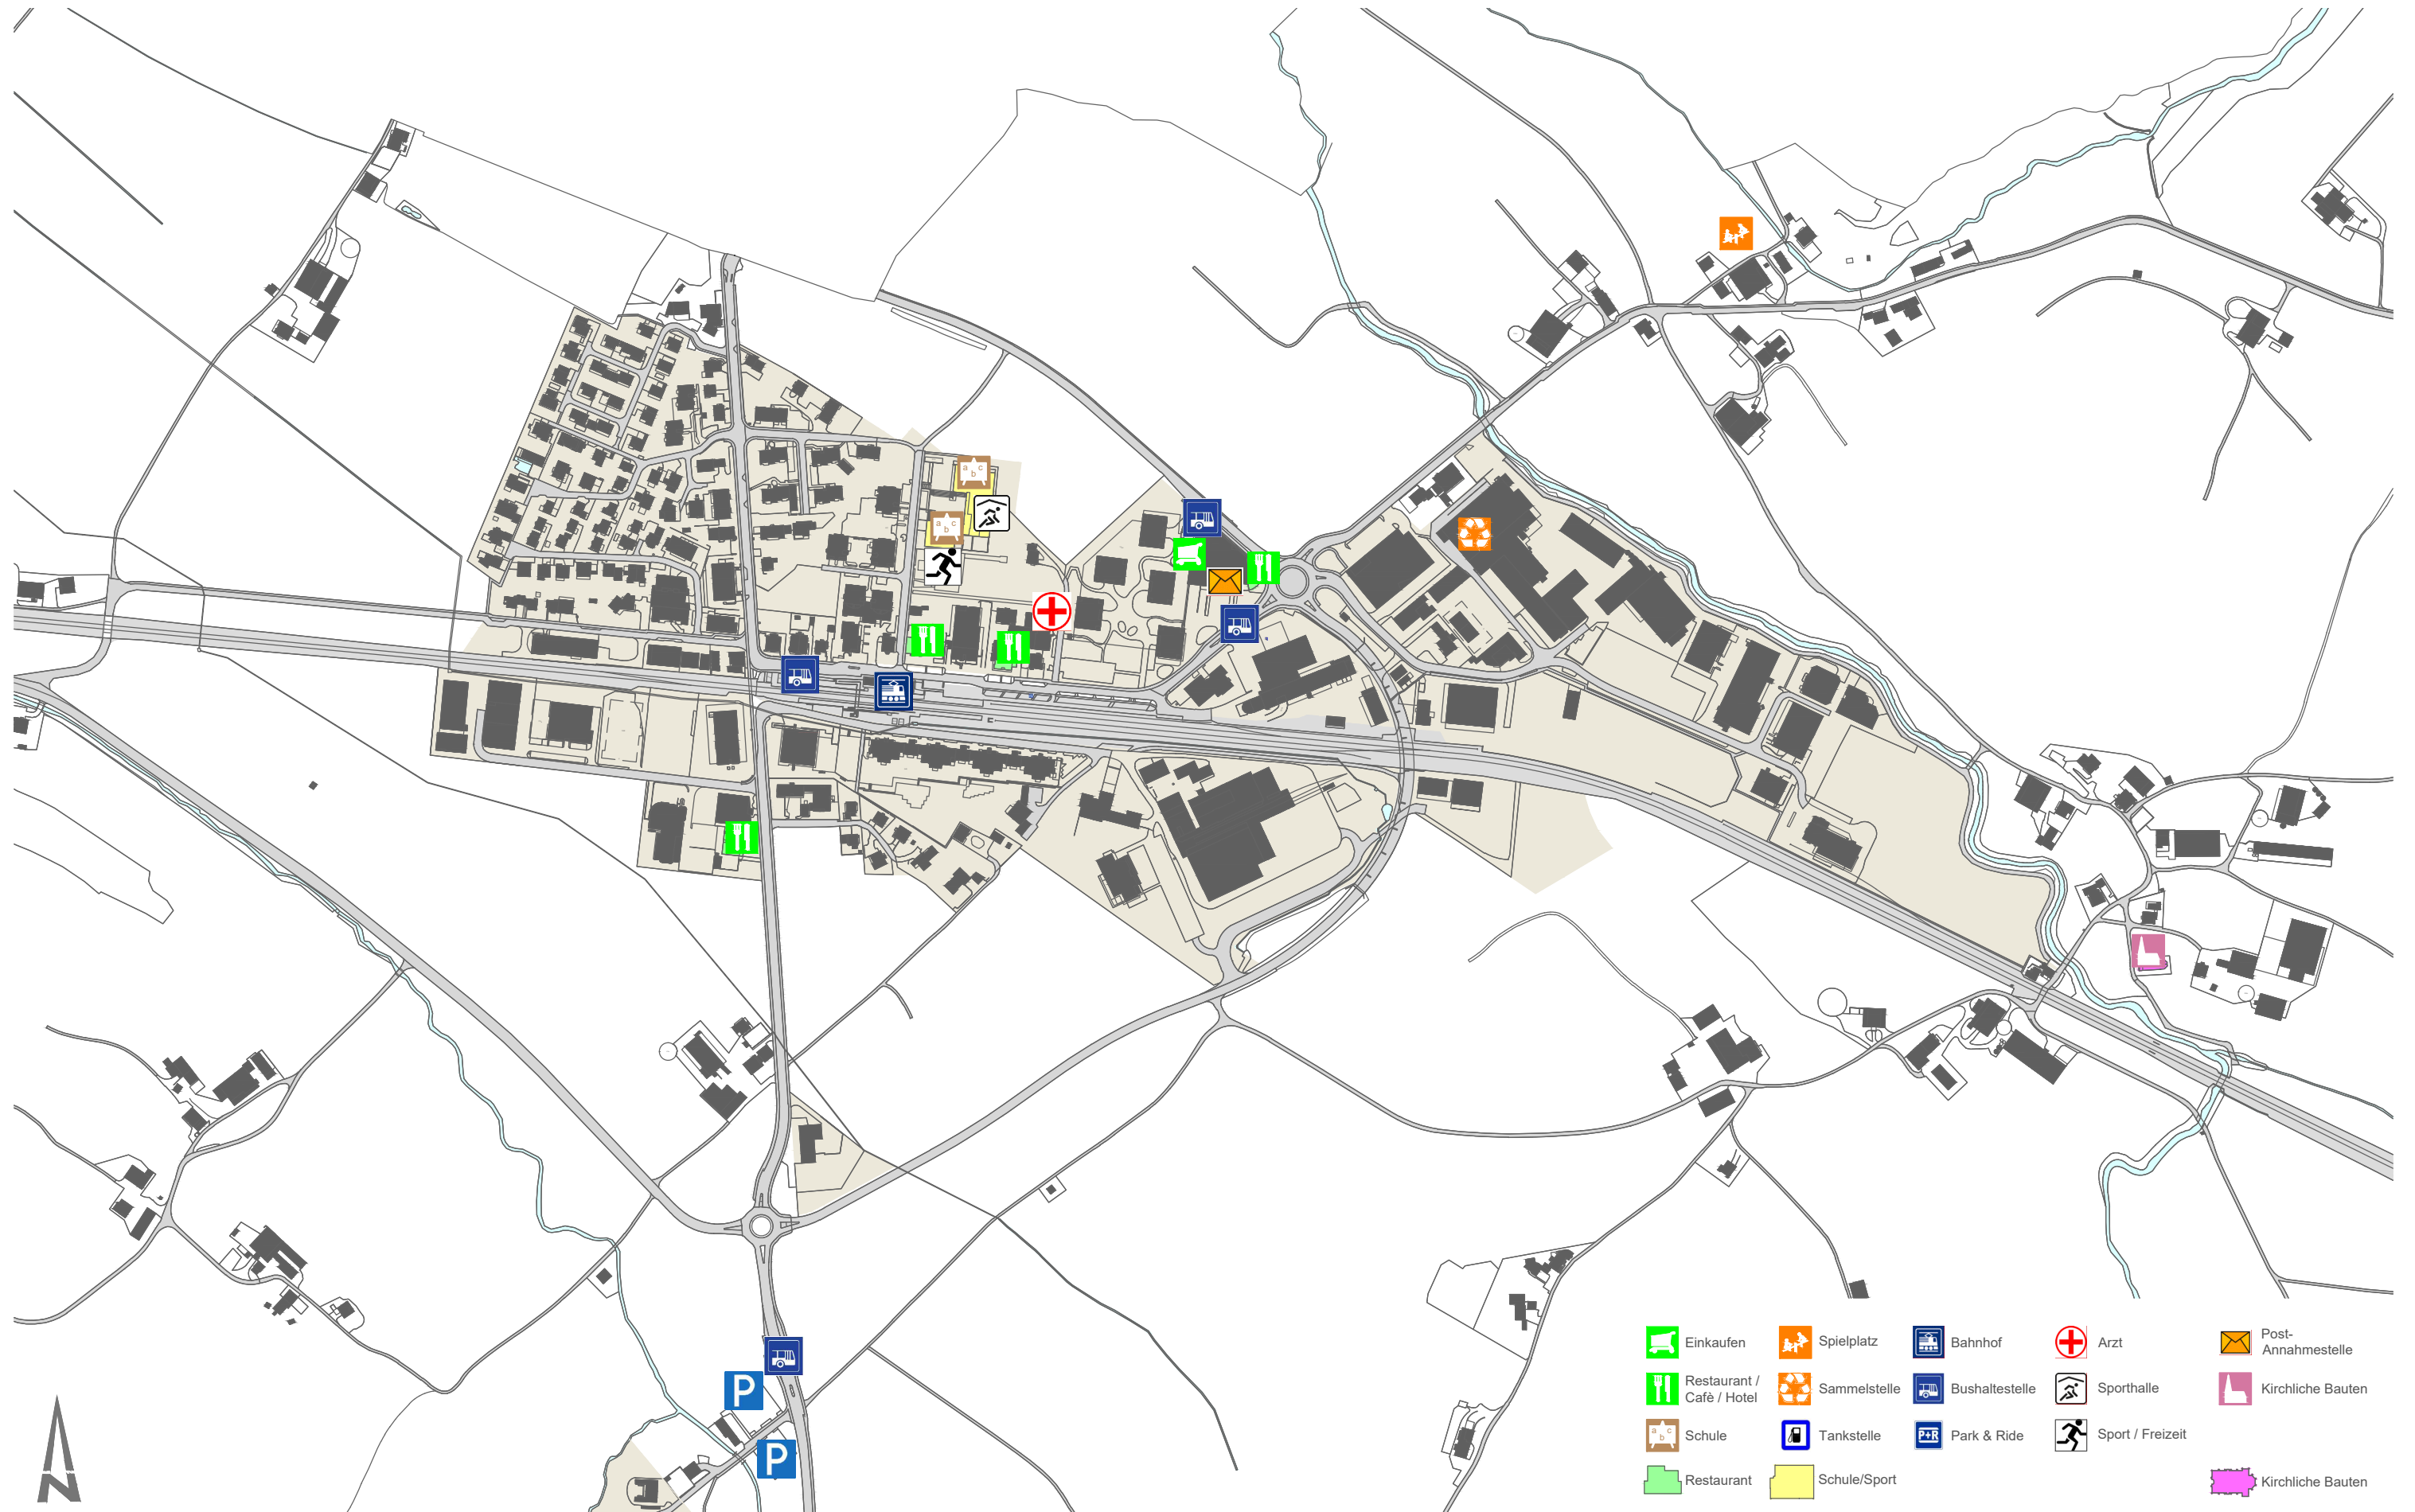 a b c
a b c
P
P
Einkaufen
Spielplatz
Bahnhof
Arzt
Post-
Annahmestelle
Restaurant /
Cafè / Hotel
Sammelstelle
Bushaltestelle
Sporthalle
Kirchliche Bauten
a b c
Schule
Tankstelle
P+R
Park & Ride
Sport / Freizeit
Restaurant
Schule/Sport
Kirchliche Bauten
N